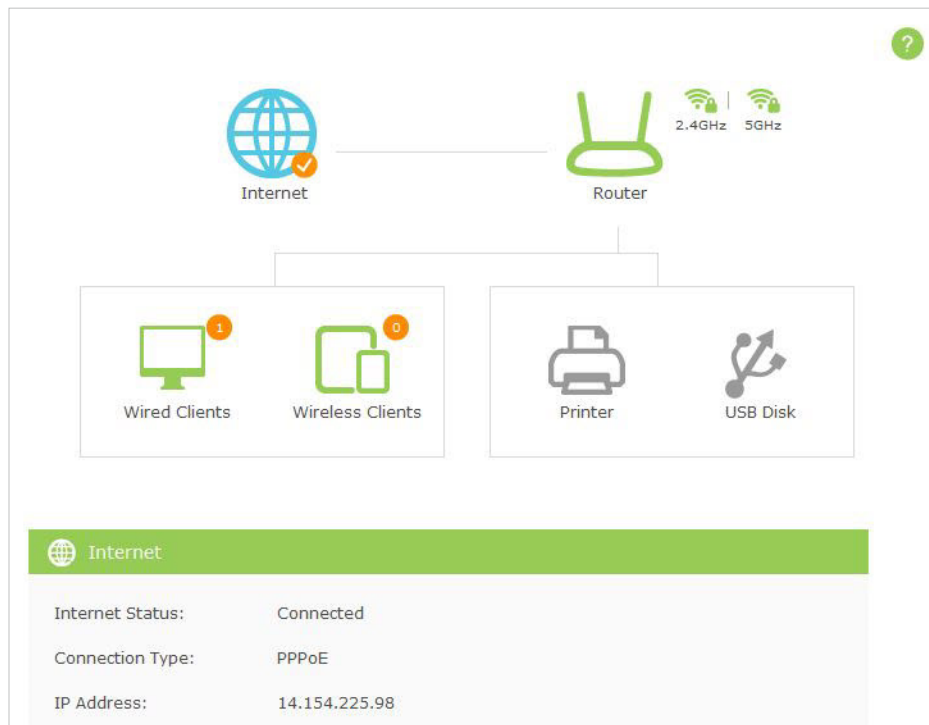 ?
2.4GHz 5GHz
Internet
Router
1
0
Wired Clients
Wireless Clients
Printer
USB Disk
Internet
Internet Status: Connected
Connection Type: PPPoE
IP Address: 14.154.225.98